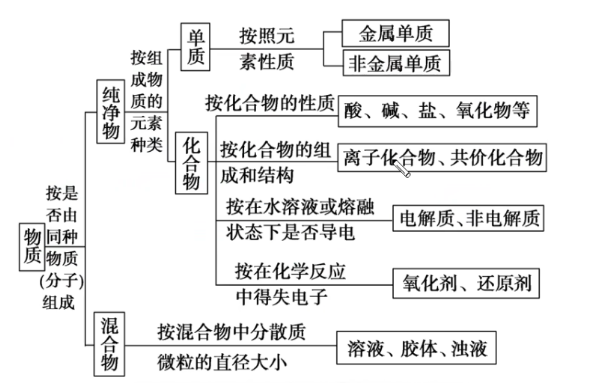 物质
按是
否由
同种
物质
(分子)
组成
纯净物
按组
成物
质的
元素
种类
单质
按照元
素性质
金属单质
非金属单质
化合物
按化合物的性质
酸、碱、盐、氧化物等
按化合物的组
成和结构
离子化合物、共价化合物
按在水溶液或熔融
状态下是否导电
电解质、非电解质
按在化学反应
中得失电子
氧化剂、还原剂
混合物
按混合物中分散质
微粒的直径大小
溶液、胶体、浊液